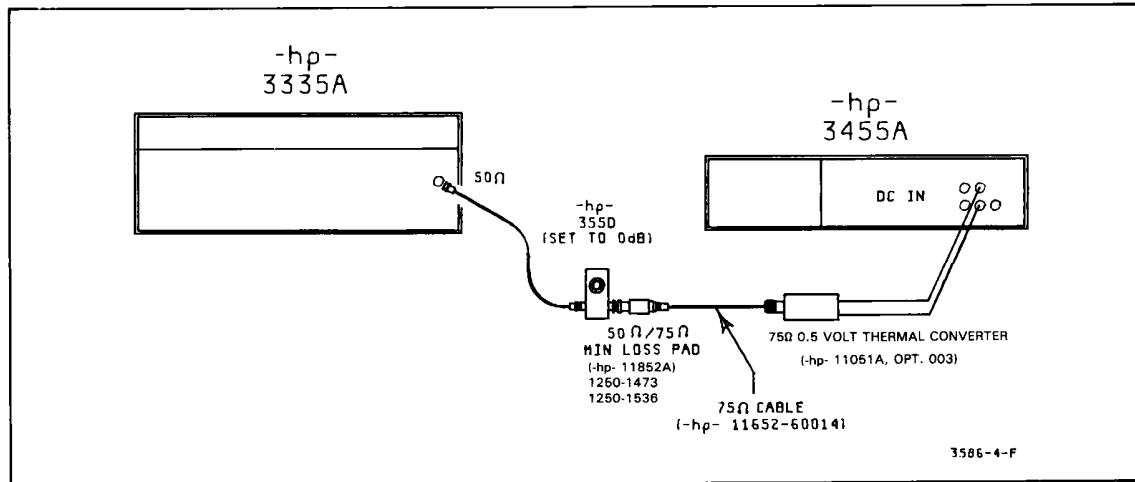 -hp-
3335A
50Ω
-hp-
355D
(SET TO 0dB)
50Ω/75Ω
MIN LOSS PAD
(-hp- 11852A)
1250-1473
1250-1536
75Ω CABLE
(-hp- 11652-60014)
-hp-
3455A
DC IN
75Ω 0.5 VOLT THERMAL CONVERTER
(-hp- 11051A, OPT. 003)
3586-4-F